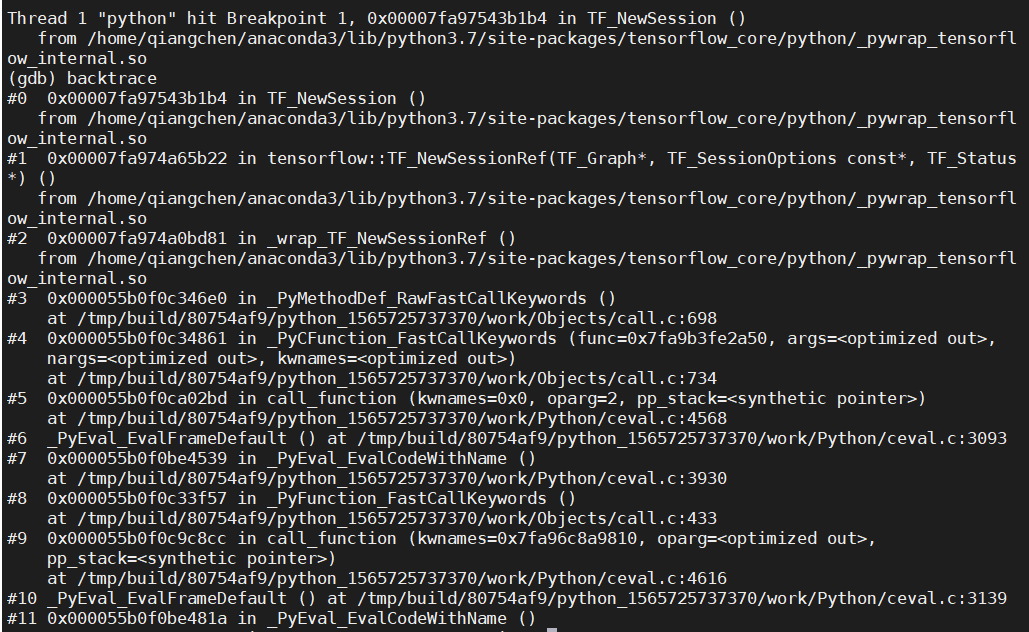 Thread 1 "python" hit Breakpoint 1, 0x00007fa97543b1b4 in TF_NewSession ()
   from /home/qiangchen/anaconda3/lib/python3.7/site-packages/tensorflow_core/python/_pywrap_tensorfl
ow_internal.so
(gdb) backtrace
#0  0x00007fa97543b1b4 in TF_NewSession ()
   from /home/qiangchen/anaconda3/lib/python3.7/site-packages/tensorflow_core/python/_pywrap_tensorfl
ow_internal.so
#1  0x00007fa974a65b22 in tensorflow::TF_NewSessionRef(TF_Graph*, TF_SessionOptions const*, TF_Status
*) ()
   from /home/qiangchen/anaconda3/lib/python3.7/site-packages/tensorflow_core/python/_pywrap_tensorfl
ow_internal.so
#2  0x00007fa974a0bd81 in _wrap_TF_NewSessionRef ()
   from /home/qiangchen/anaconda3/lib/python3.7/site-packages/tensorflow_core/python/_pywrap_tensorfl
ow_internal.so
#3  0x000055b0f0c346e0 in _PyMethodDef_RawFastCallKeywords ()
    at /tmp/build/80754af9/python_1565725737370/work/Objects/call.c:698
#4  0x000055b0f0c34861 in _PyCFunction_FastCallKeywords (func=0x7fa9b3fe2a50, args=<optimized out>,
    nargs=<optimized out>, kwnames=<optimized out>)
    at /tmp/build/80754af9/python_1565725737370/work/Objects/call.c:734
#5  0x000055b0f0ca02bd in call_function (kwnames=0x0, oparg=2, pp_stack=<synthetic pointer>)
    at /tmp/build/80754af9/python_1565725737370/work/Python/ceval.c:4568
#6  _PyEval_EvalFrameDefault () at /tmp/build/80754af9/python_1565725737370/work/Python/ceval.c:3093
#7  0x000055b0f0be4539 in _PyEval_EvalCodeWithName ()
    at /tmp/build/80754af9/python_1565725737370/work/Python/ceval.c:3930
#8  0x000055b0f0c33f57 in _PyFunction_FastCallKeywords ()
    at /tmp/build/80754af9/python_1565725737370/work/Objects/call.c:433
#9  0x000055b0f0c9c8cc in call_function (kwnames=0x7fa96c8a9810, oparg=<optimized out>,
    pp_stack=<synthetic pointer>)
    at /tmp/build/80754af9/python_1565725737370/work/Python/ceval.c:4616
#10 _PyEval_EvalFrameDefault () at /tmp/build/80754af9/python_1565725737370/work/Python/ceval.c:3139
#11 0x000055b0f0be481a in _PyEval_EvalCodeWithName ()